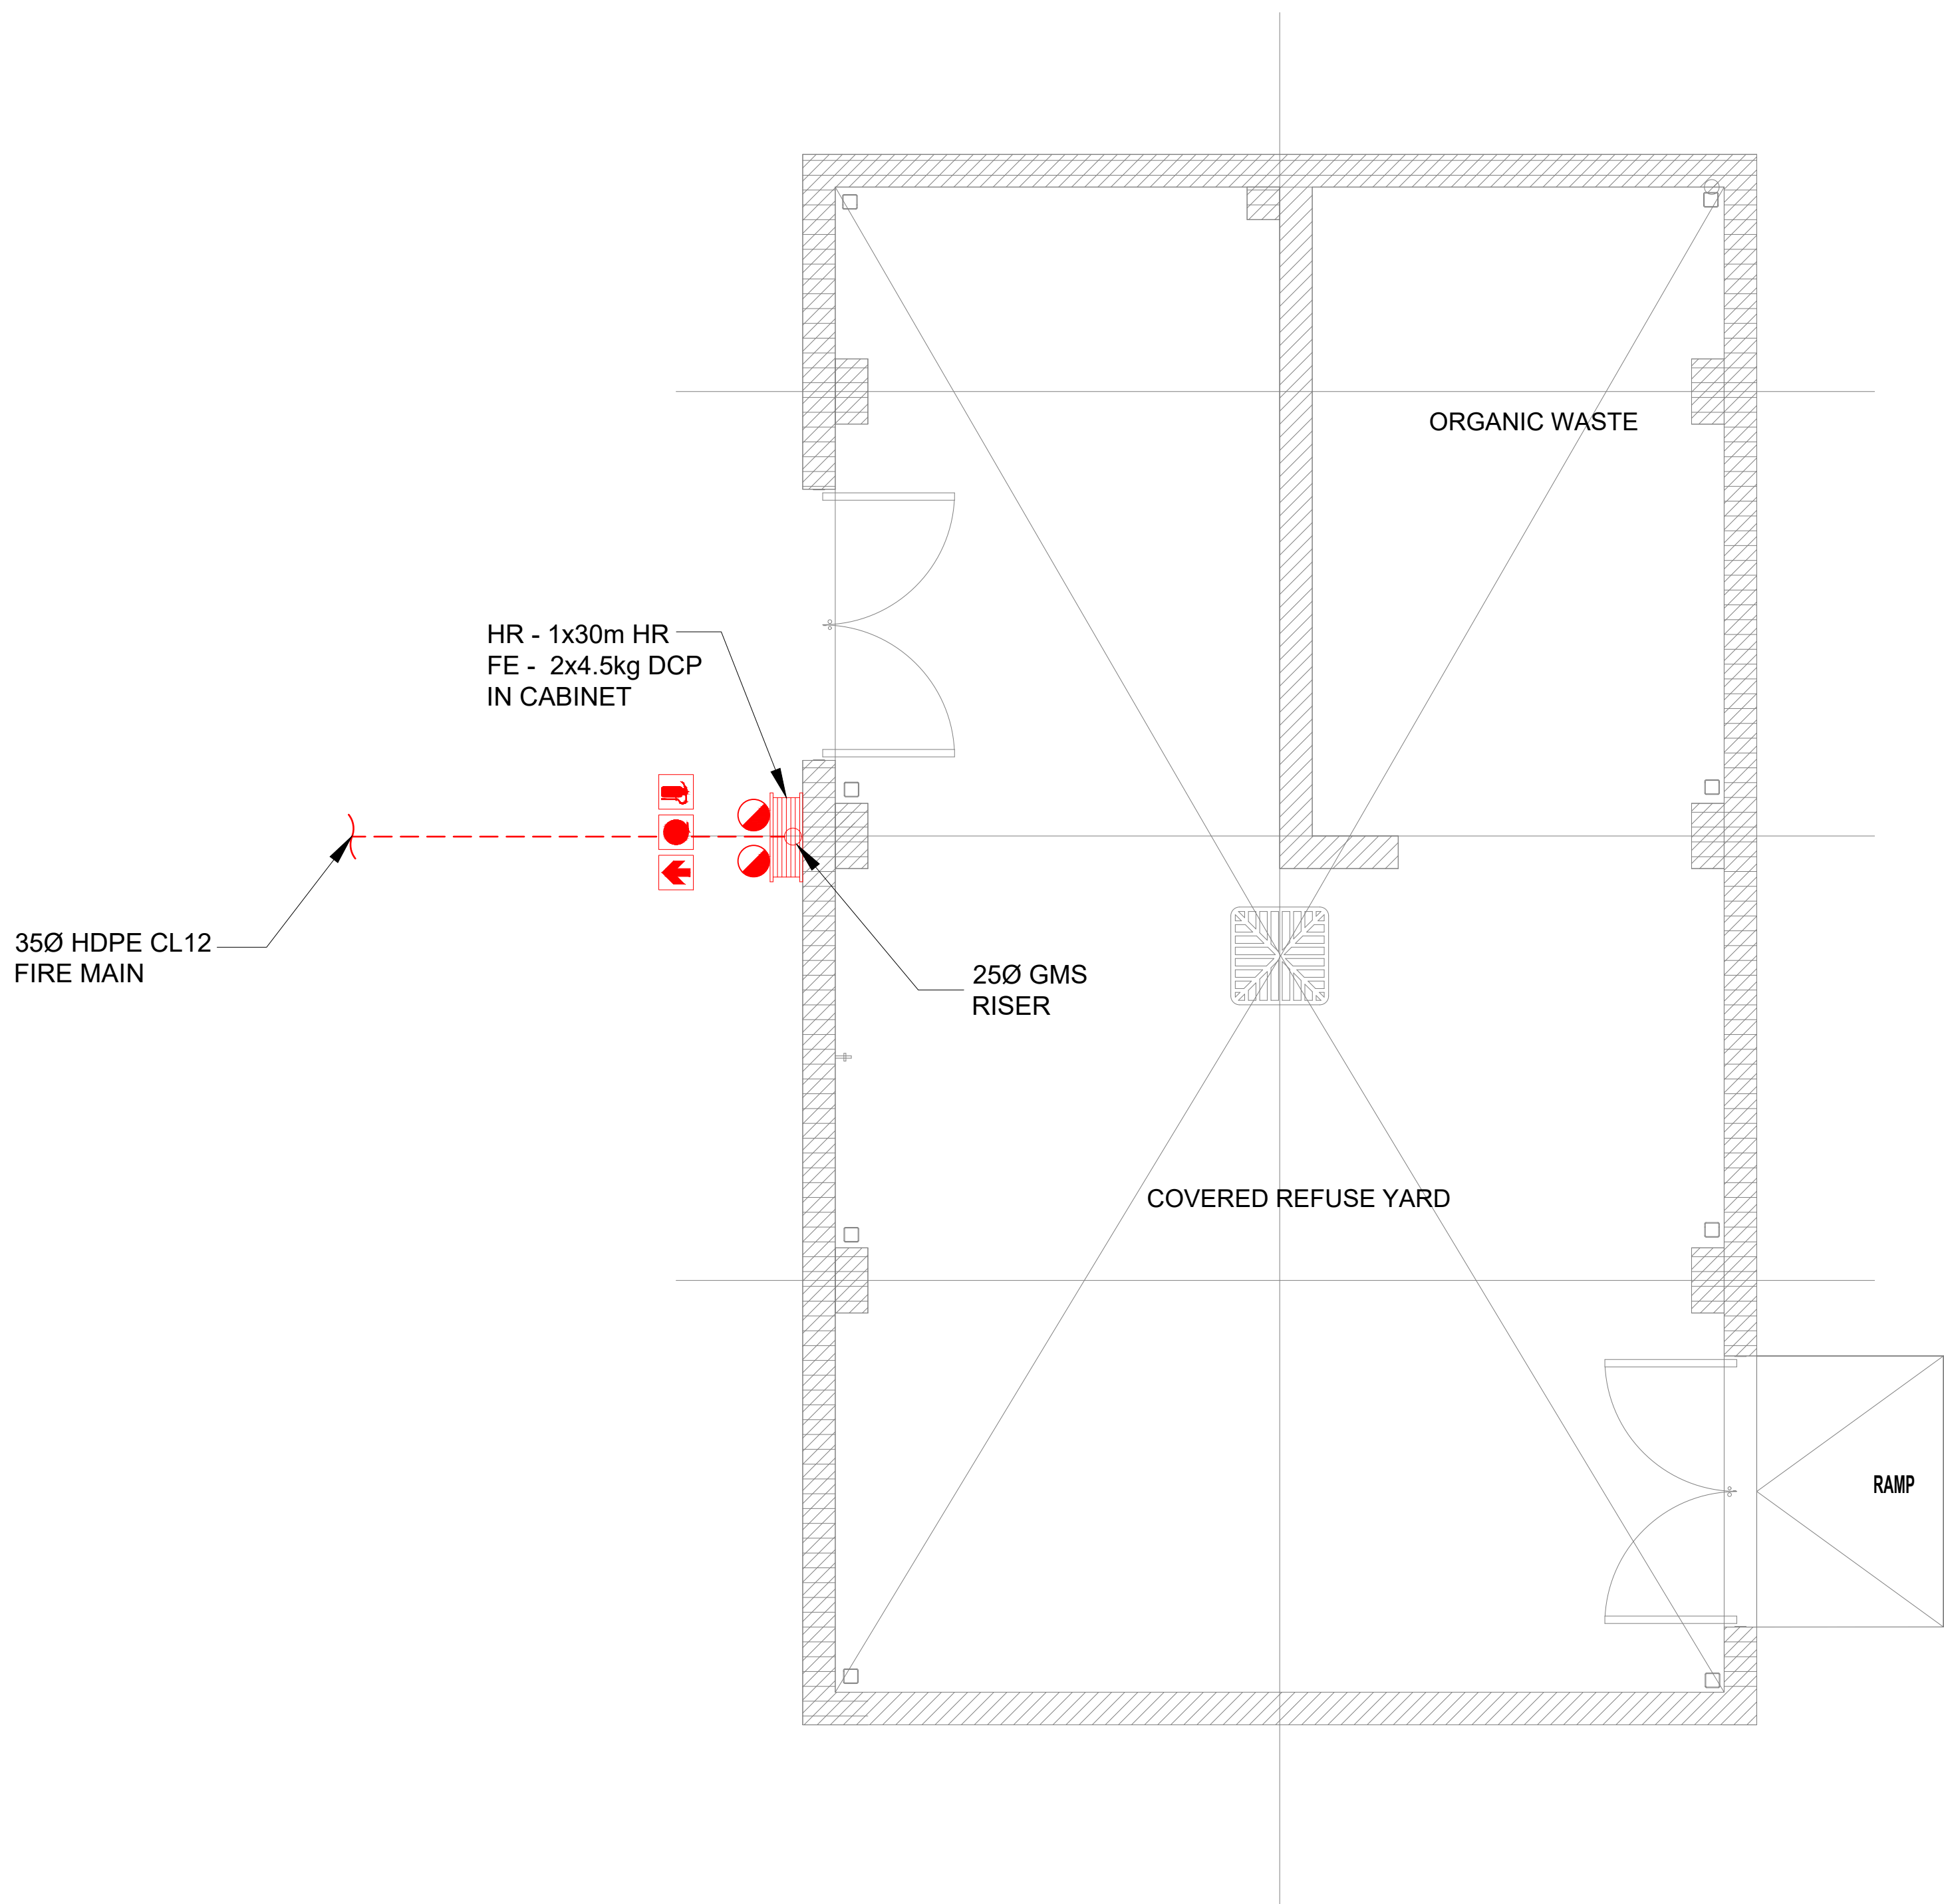 ORGANIC WASTE
HR - 1x30m HR
FE - 2x4.5kg DCP
IN CABINET
35Ø HDPE CL12
FIRE MAIN
25Ø GMS
RISER
COVERED REFUSE YARD
RAMP